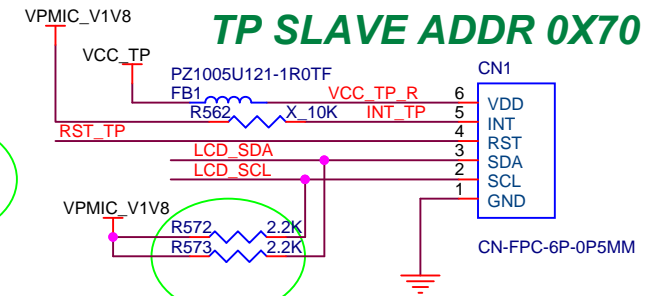 VPMIC_V1V8
TP SLAVE ADDR 0X70
VCC_TP
PZ1005U121-1R0TF
CN1
FB1
VCC_TP_R
6
VDD
R562
X_10K
INT_TP
5
INT
RST_TP
4
RST
LCD_SDA
3
SDA
LCD_SCL
2
SCL
1
GND
VPMIC_V1V8
R572
2.2K
R573
2.2K
CN-FPC-6P-0P5MM